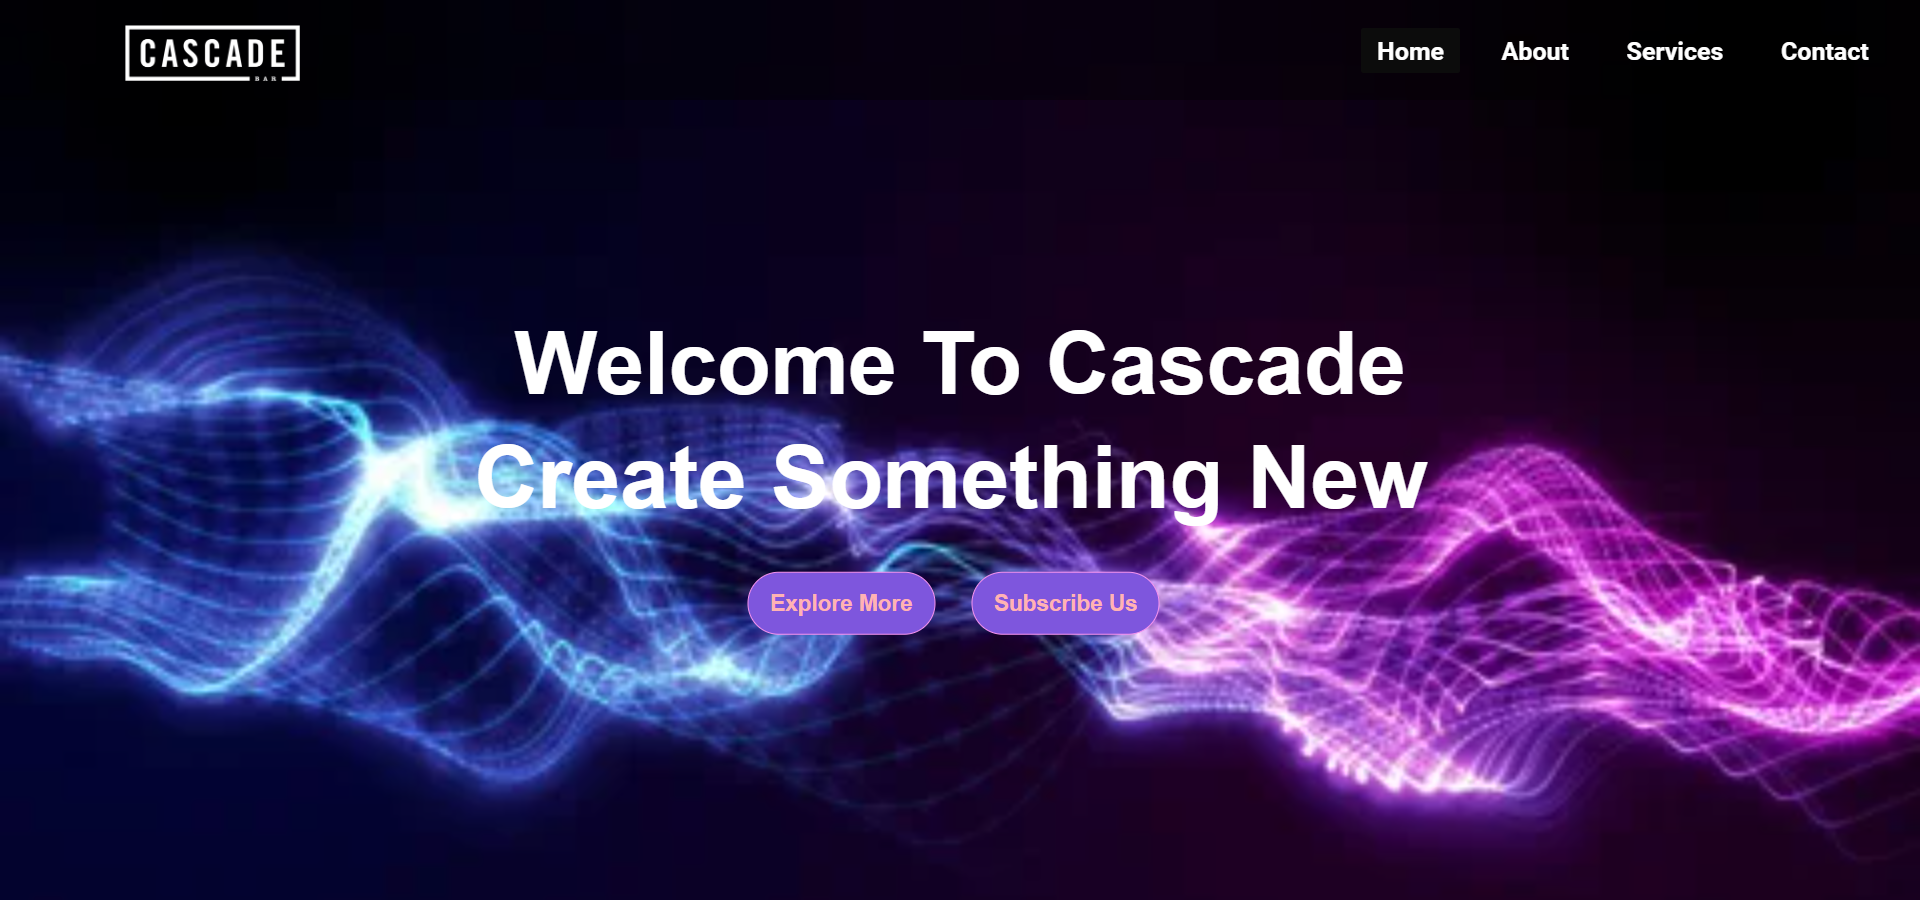 CASCADE
BAR
Home About Services Contact
Welcome To Cascade
Create Something New
Explore More Subscribe Us